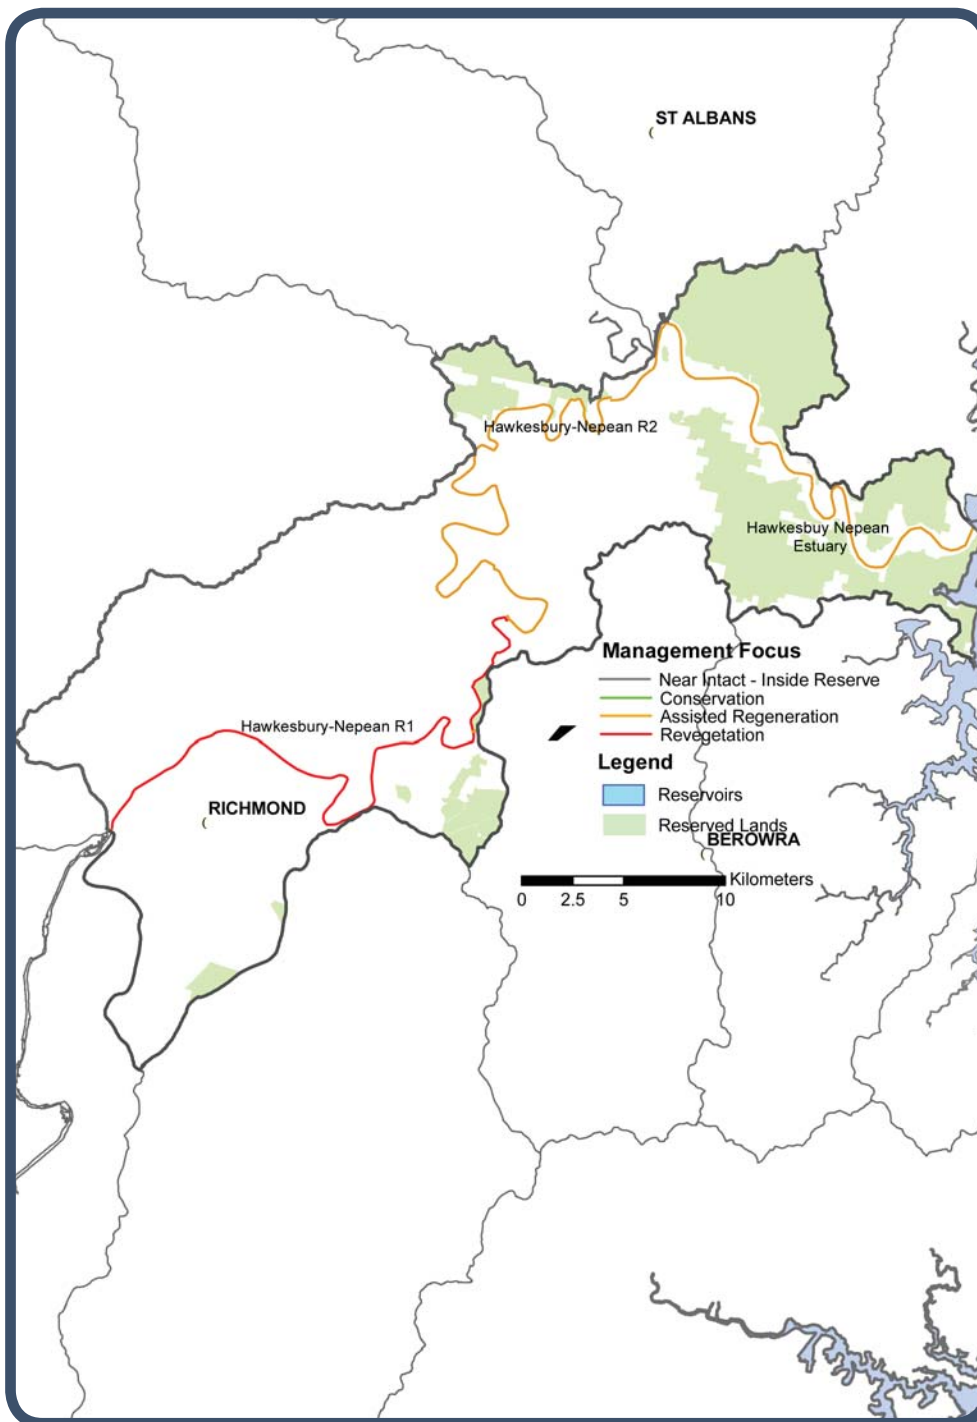 ST ALBANS
Hawkesbury-Nepean R2
Hawkesbuy Nepean
Estuary
Management Focus
Near Intact - Inside Reserve
Conservation
Assisted Regeneration
Revegetation
Hawkesbury-Nepean R1
Legend
Reservoirs
Reserved Lands
RICHMOND
BEROWRA
Kilometers
0 2.5 5 10